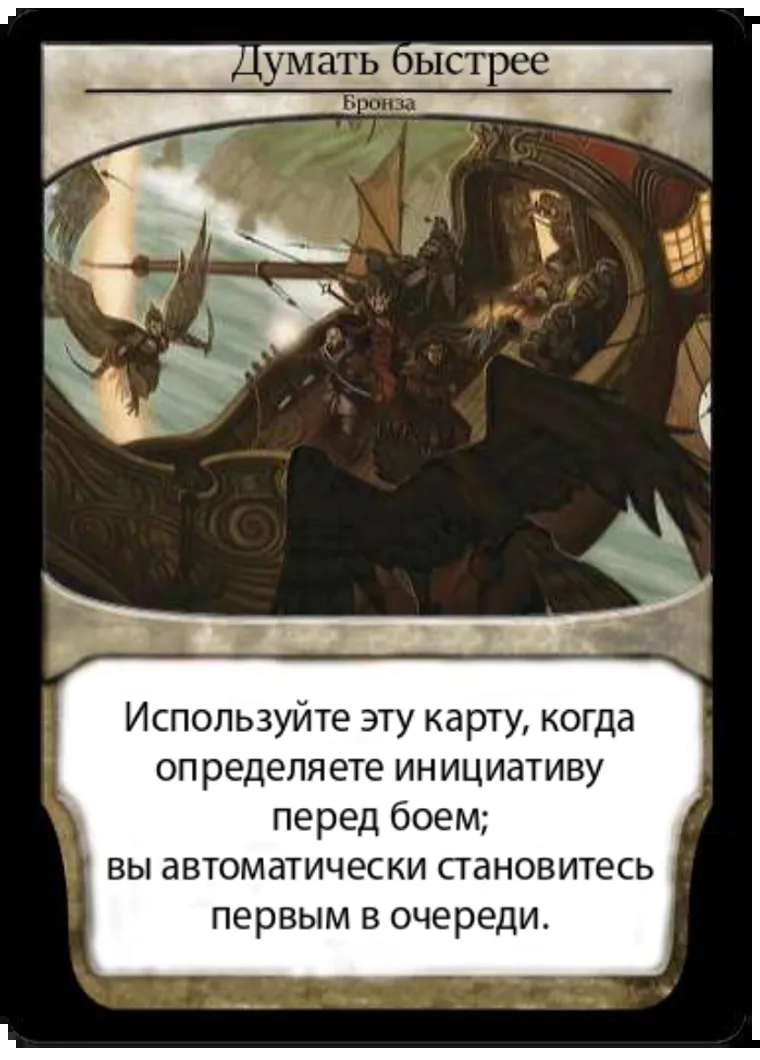 Думать быстрее
Бронза
Используйте эту карту, когда
определяете инициативу
перед боем;
вы автоматически становитесь
первым в очереди.